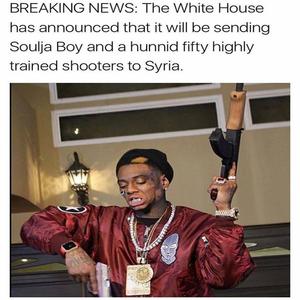 BREAKING NEWS: The White House
has announced that it will be sending
Soulja Boy and a hunnid fifty highly
trained shooters to Syria.